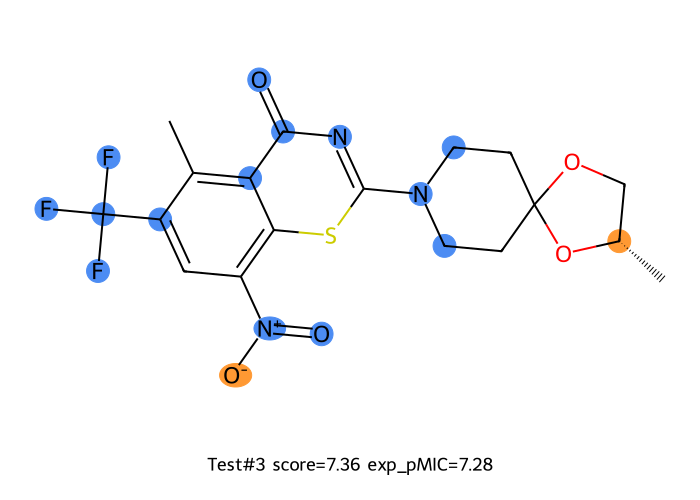 O
N
F
F
F
N
O
O
S
N+
O
O-
Test#3 score=7.36 exp_pMIC=7.28